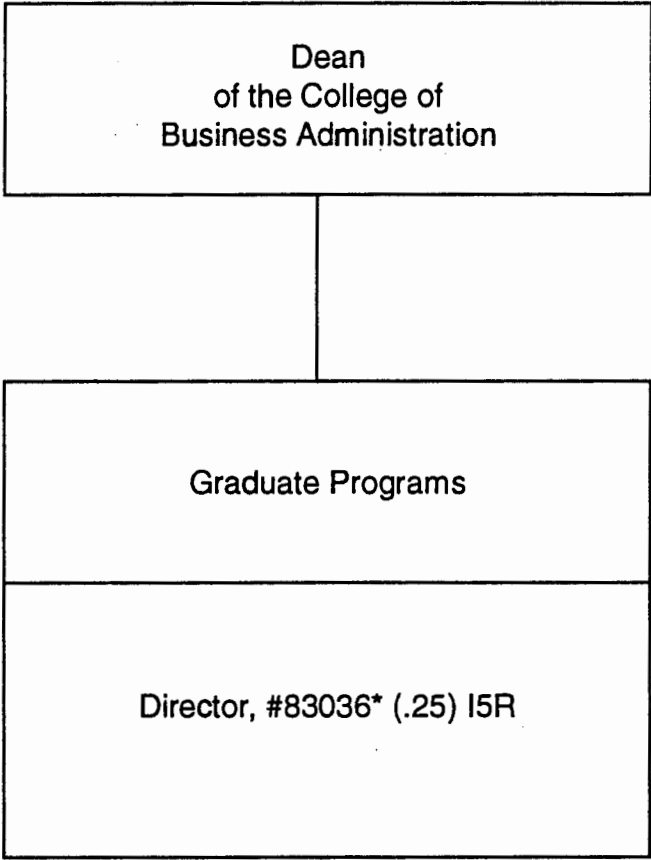 Dean
of the College of
Business Administration
Graduate Programs
Director, #83036* (.25) I5R